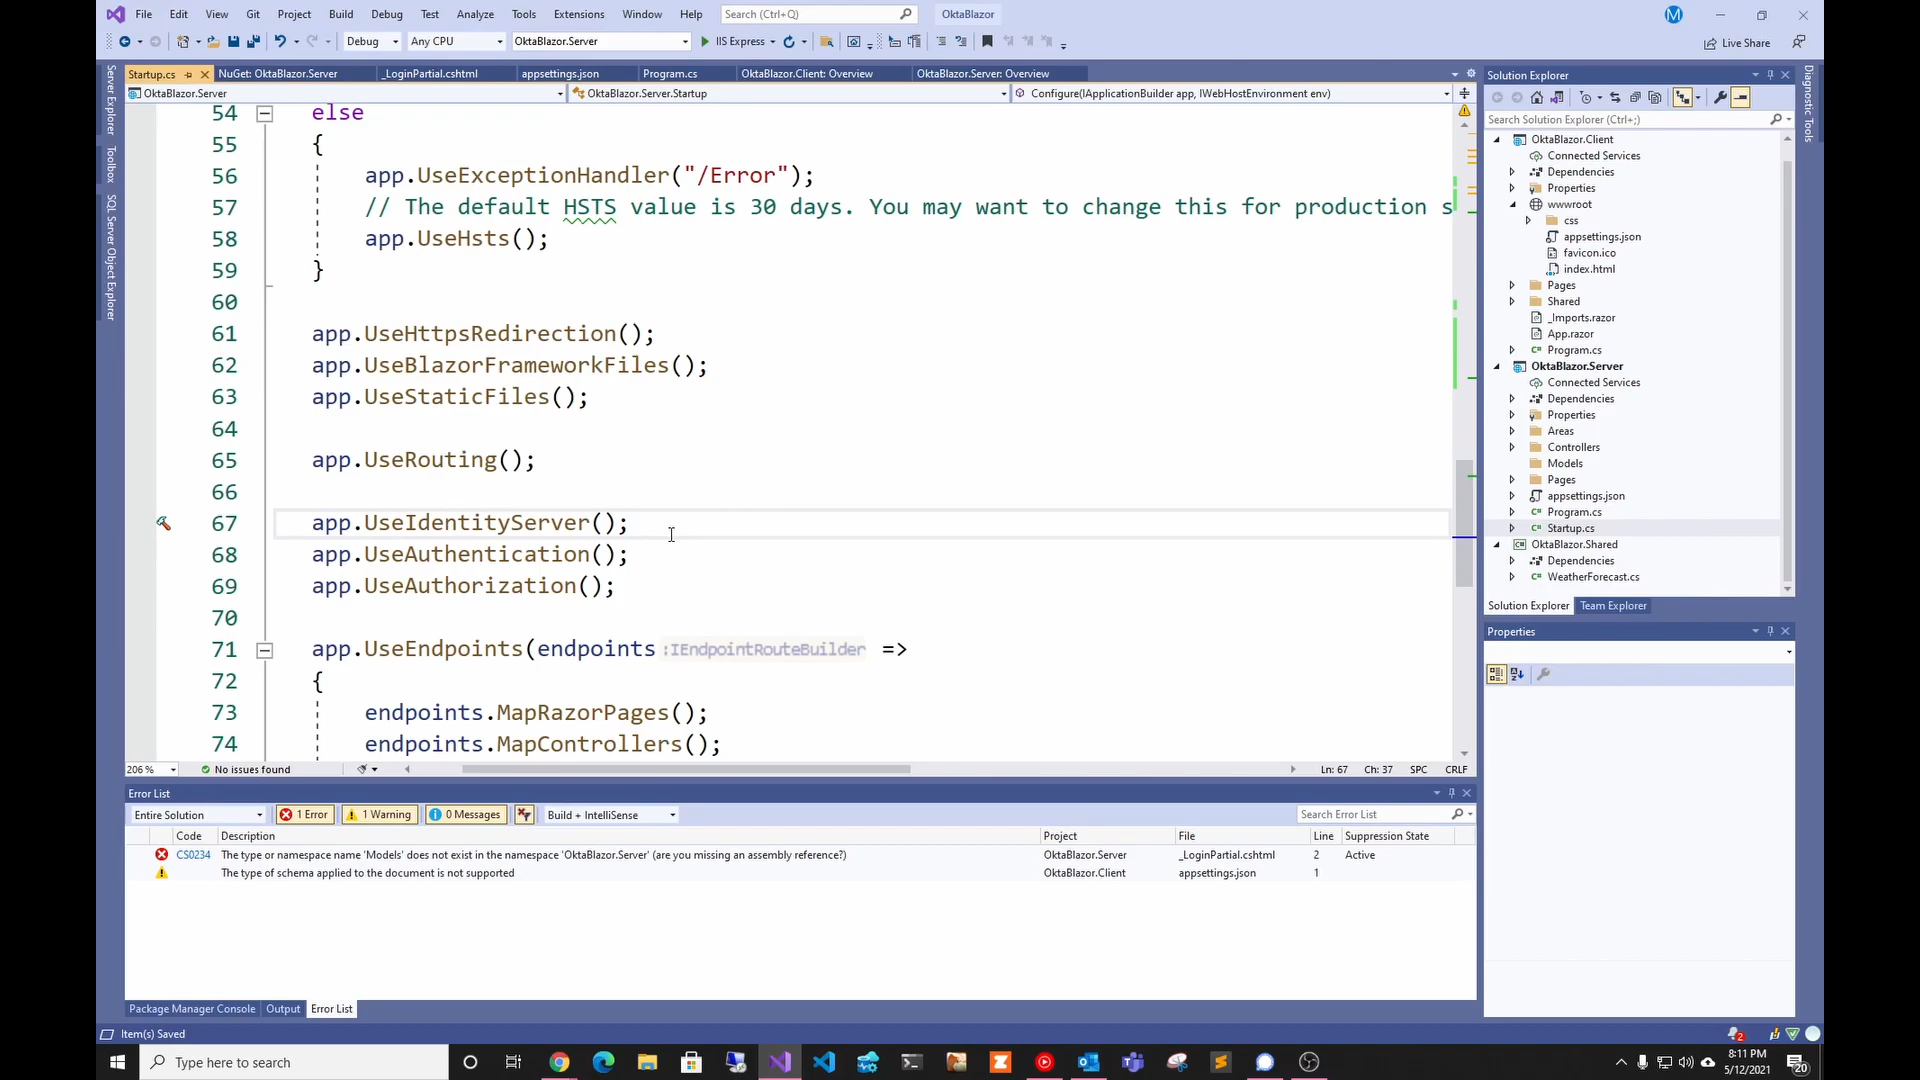 File Edit View Git Project Build Debug Test Analyze Tools Extensions Window Help Search (Ctrl+Q) OktaBlazor M
Debug Any CPU OktaBlazor.Server IIS Express Live Share
Startup.cs NuGet: OktaBlazor.Server _LoginPartial.cshtml appsettings.json Program.cs OktaBlazor.Client: Overview OktaBlazor.Server: Overview
OktaBlazor.Server OktaBlazor.Server.Startup Configure(IApplicationBuilder app, IWebHostEnvironment env)
Server Explorer
Toolbox
SQL Server Object Explorer
54 else
55 {
56 app.UseExceptionHandler("/Error");
57 // The default HSTS value is 30 days. You may want to change this for production s
58 app.UseHsts();
59 }
60
61 app.UseHttpsRedirection();
62 app.UseBlazorFrameworkFiles();
63 app.UseStaticFiles();
64
65 app.UseRouting();
66
67 app.UseIdentityServer();
68 app.UseAuthentication();
69 app.UseAuthorization();
70
71 app.UseEndpoints(endpoints :IEndpointRouteBuilder =>
72 {
73 endpoints.MapRazorPages();
74 endpoints.MapControllers();
206 % No issues found Ln: 67 Ch: 37 SPC CRLF
Error List
Entire Solution 1 Error 1 Warning 0 Messages Build + IntelliSense Search Error List
Code Description Project File Line Suppression State
CS0234 The type or namespace name 'Models' does not exist in the namespace 'OktaBlazor.Server' (are you missing an assembly reference?) OktaBlazor.Server _LoginPartial.cshtml 2 Active
The type of schema applied to the document is not supported OktaBlazor.Client appsettings.json 1
Package Manager Console Output Error List
Solution Explorer
Search Solution Explorer (Ctrl+;)
OktaBlazor.Client
Connected Services
Dependencies
Properties
wwwroot
css
appsettings.json
favicon.ico
index.html
Pages
Shared
_Imports.razor
App.razor
Program.cs
OktaBlazor.Server
Connected Services
Dependencies
Properties
Areas
Controllers
Models
Pages
appsettings.json
Program.cs
Startup.cs
OktaBlazor.Shared
Dependencies
WeatherForecast.cs
Solution Explorer Team Explorer
Properties
Diagnostic Tools
Item(s) Saved 2
Type here to search
8:11 PM
5/12/2021
20